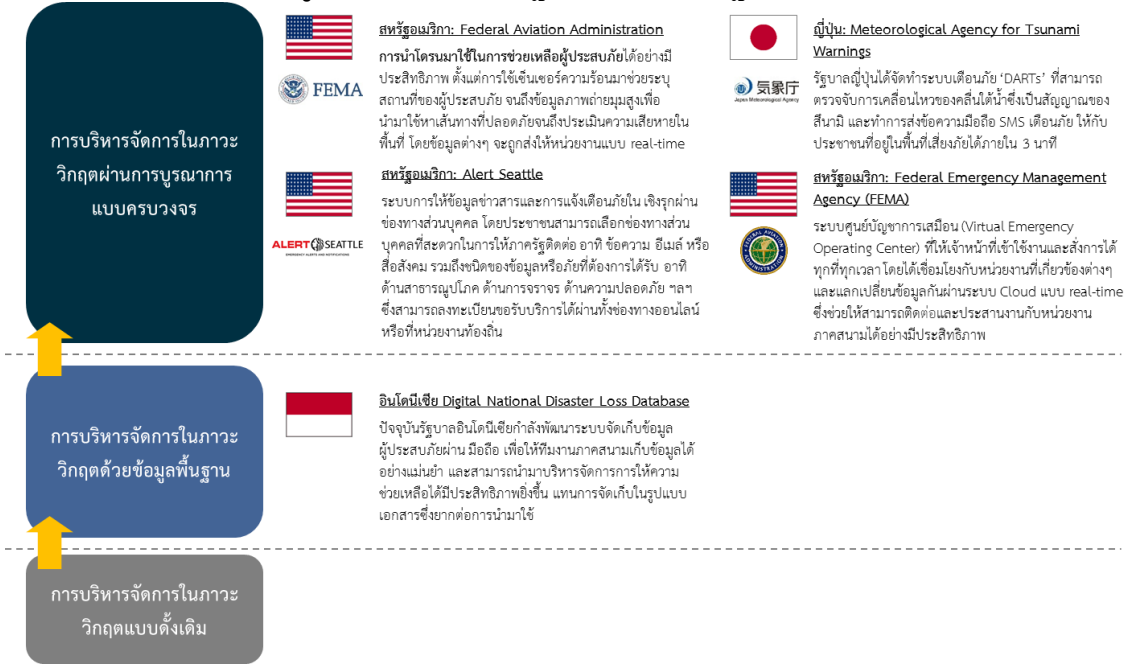 การบริหารจัดการในภาวะ
วิกฤตผ่านการบูรณาการ
แบบครบวงจร
FEMA
สหรัฐอเมริกา: Federal Aviation Administration
การนำโดรนมาใช้ในการช่วยเหลือผู้ประสบภัยได้อย่างมี
ประสิทธิภาพ ตั้งแต่การใช้เซ็นเซอร์ความร้อนมาช่วยระบุ
สถานที่ของผู้ประสบภัย จนถึงข้อมูลภาพถ่ายมุมสูงเพื่อ
นำมาใช้หาเส้นทางที่ปลอดภัยจนถึงประเมินความเสียหายใน
พื้นที่ โดยข้อมูลต่างๆ จะถูกส่งให้หน่วยงานแบบ real-time
気象庁
Japan Meteorological Agency
ญี่ปุ่น: Meteorological Agency for Tsunami
Warnings
รัฐบาลญี่ปุ่นได้จัดทำระบบเตือนภัย ‘DARTs’ ที่สามารถ
ตรวจจับการเคลื่อนไหวของคลื่นใต้น้ำซึ่งเป็นสัญญาณของ
สึนามิ และทำการส่งข้อความมือถือ SMS เตือนภัย ให้กับ
ประชาชนที่อยู่ในพื้นที่เสี่ยงภัยได้ภายใน 3 นาที
ALERT SEATTLE
EMERGENCY ALERTS AND NOTIFICATIONS
สหรัฐอเมริกา: Alert Seattle
ระบบการให้ข้อมูลข่าวสารและการแจ้งเตือนภัยใน เชิงรุกผ่าน
ช่องทางส่วนบุคคล โดยประชาชนสามารถเลือกช่องทางส่วน
บุคคลที่สะดวกในการให้ภาครัฐติดต่อ อาทิ ข้อความ อีเมล์ หรือ
สื่อสังคม รวมถึงชนิดของข้อมูลหรือภัยที่ต้องการได้รับ อาทิ
ด้านสาธารณูปโภค ด้านการจราจร ด้านความปลอดภัย ฯลฯ
ซึ่งสามารถลงทะเบียนขอรับบริการได้ผ่านทั้งช่องทางออนไลน์
หรือที่หน่วยงานท้องถิ่น
FEDERAL AVIATION
ADMINISTRATION
สหรัฐอเมริกา: Federal Emergency Management
Agency (FEMA)
ระบบศูนย์บัญชาการเสมือน (Virtual Emergency
Operating Center) ที่ให้เจ้าหน้าที่เข้าใช้งานและสั่งการได้
ทุกที่ทุกเวลา โดยได้เชื่อมโยงกับหน่วยงานที่เกี่ยวข้องต่างๆ
และแลกเปลี่ยนข้อมูลกันผ่านระบบ Cloud แบบ real-time
ซึ่งช่วยให้สามารถติดต่อและประสานงานกับหน่วยงาน
ภาคสนามได้อย่างมีประสิทธิภาพ
การบริหารจัดการในภาวะ
วิกฤตด้วยข้อมูลพื้นฐาน
อินโดนีเซีย Digital National Disaster Loss Database
ปัจจุบันรัฐบาลอินโดนีเซียกำลังพัฒนาระบบจัดเก็บข้อมูล
ผู้ประสบภัยผ่าน มือถือ เพื่อให้ทีมงานภาคสนามเก็บข้อมูลได้
อย่างแม่นยำ และสามารถนำมาบริหารจัดการการให้ความ
ช่วยเหลือได้มีประสิทธิภาพยิ่งขึ้น แทนการจัดเก็บในรูปแบบ
เอกสารซึ่งยากต่อการนำมาใช้
การบริหารจัดการในภาวะ
วิกฤตแบบดั้งเดิม